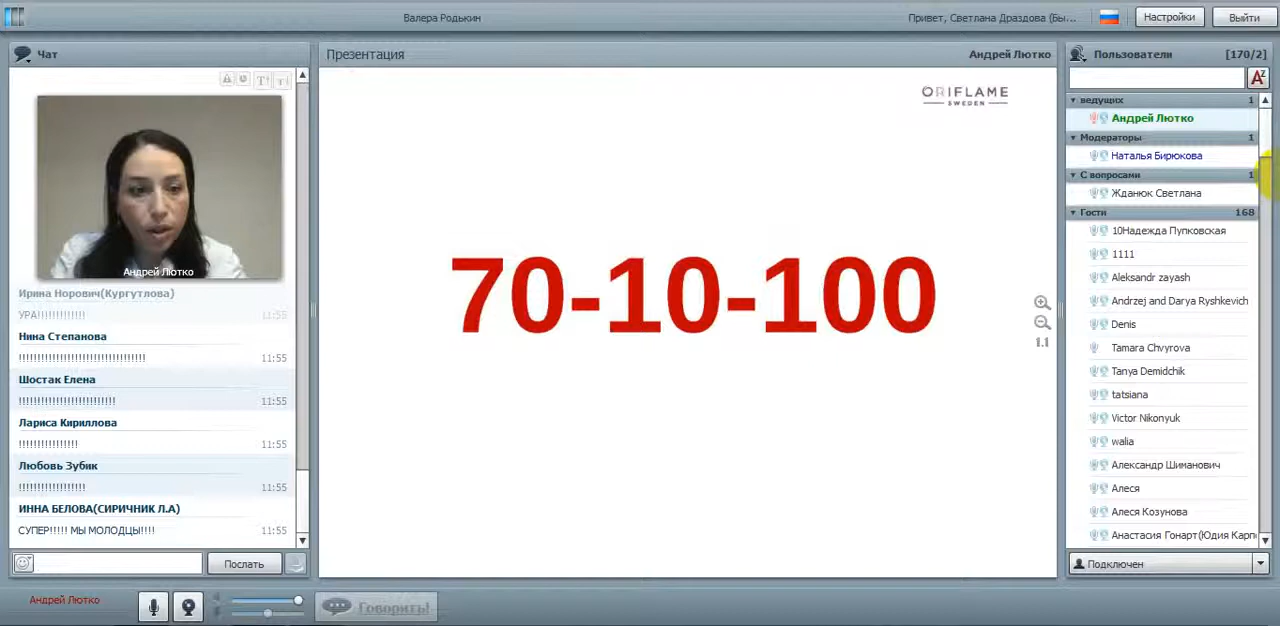 Валера Родькин
Привет, Светлана Драздова (Бы...
Настройки
Выйти
Чат
Андрей Лютко
Ирина Норович(Кургутлова)
УРА!!!!!!!!!!!!! 11:55
Нина Степанова
!!!!!!!!!!!!!!!!!!!!!!!!!!!!!!!!!! 11:55
Шостак Елена
!!!!!!!!!!!!!!!!!!!!!!!!!! 11:55
Лариса Кириллова
!!!!!!!!!!!!!!!! 11:55
Любовь Зубик
!!!!!!!!!!!!!!!!!! 11:55
ИННА БЕЛОВА(СИРИЧНИК Л.А)
СУПЕР!!!!! МЫ МОЛОДЦЫ!!!! 11:55
Послать
Презентация Андрей Лютко
ORIFLAME
SWEDEN
70-10-100
1.1
Пользователи [170/2]
AZ
ведущих 1
Андрей Лютко
Модераторы 1
Наталья Бирюкова
С вопросами 1
Жданюк Светлана
Гости 168
10Надежда Пупковская
1111
Aleksandr zayash
Andrzej and Darya Ryshkevich
Denis
Tamara Chvyrova
Tanya Demidchik
tatsiana
Victor Nikonyuk
walia
Александр Шиманович
Алеся
Алеся Козунова
Анастасия Гонарт(Юдия Карп
Подключен
Андрей Лютко
Говорить!